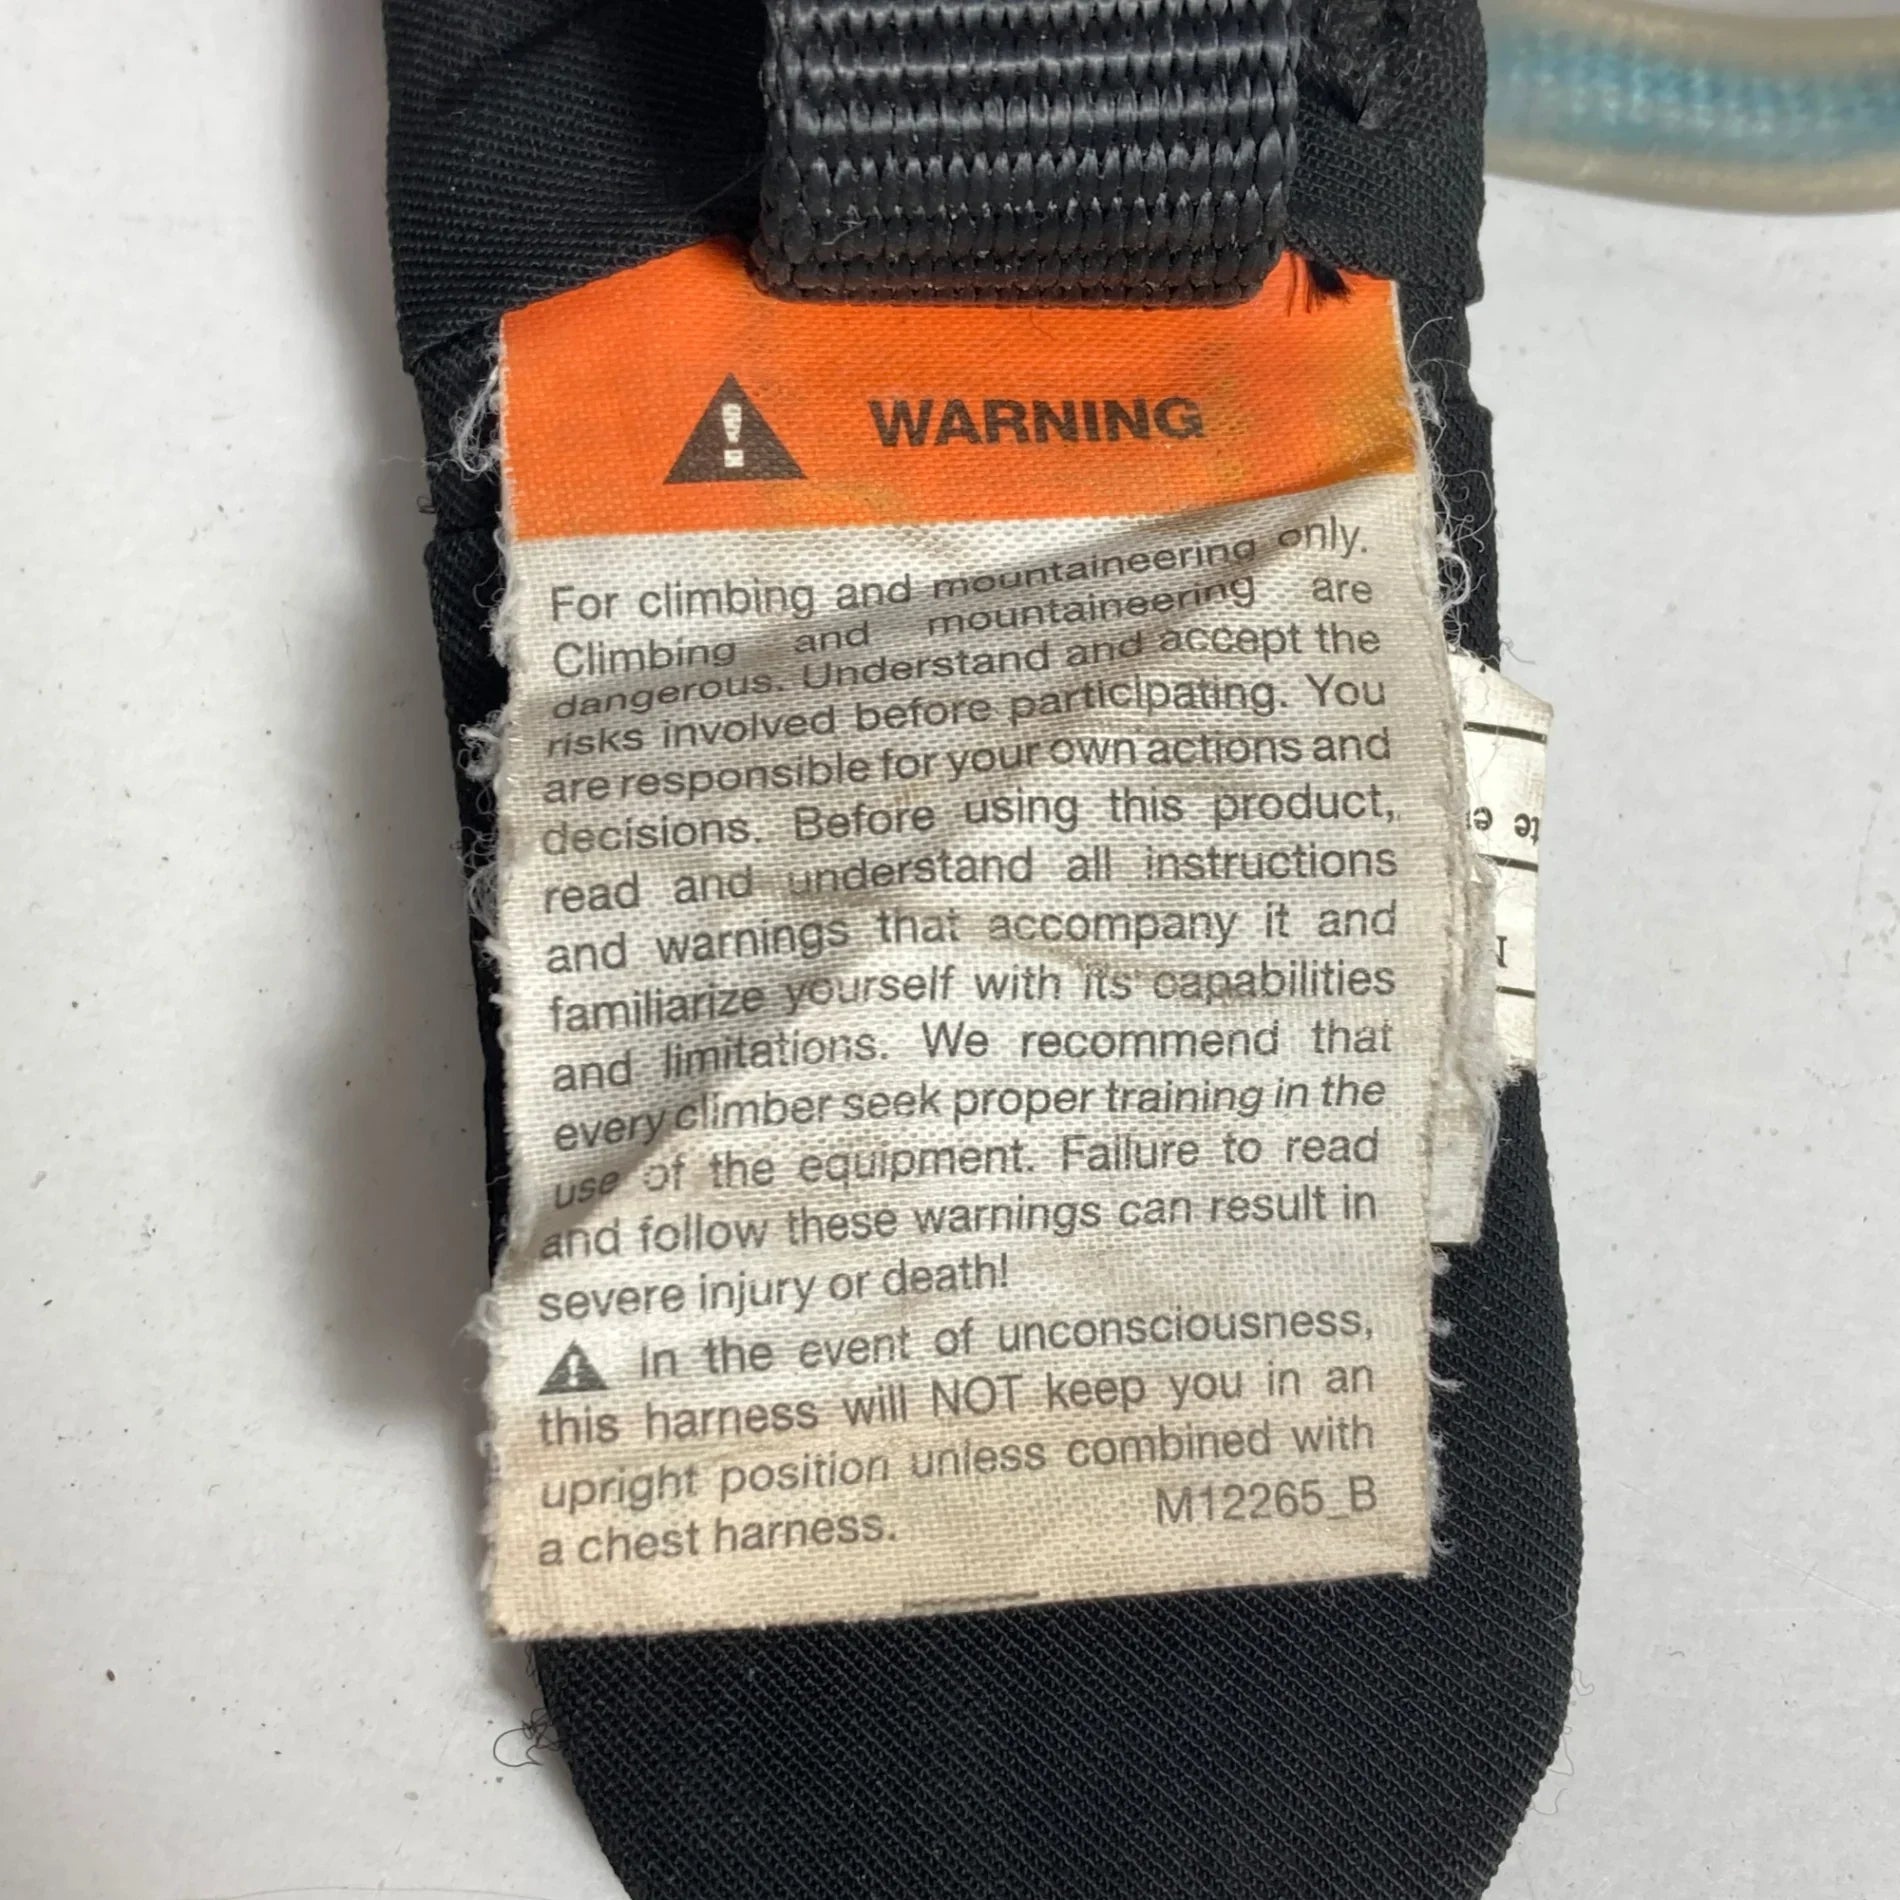 WARNING
For climbing and mountaineering only.
Climbing and mountaineering are
dangerous. Understand and accept the
risks involved before participating. You
are responsible for your own actions and
decisions. Before using this product,
read and understand all instructions
and warnings that accompany it and
familiarize yourself with its capabilities
and limitations. We recommend that
every climber seek proper training in the
use of the equipment. Failure to read
and follow these warnings can result in
severe injury or death!
In the event of unconsciousness,
this harness will NOT keep you in an
upright position unless combined with
a chest harness. M12265_B